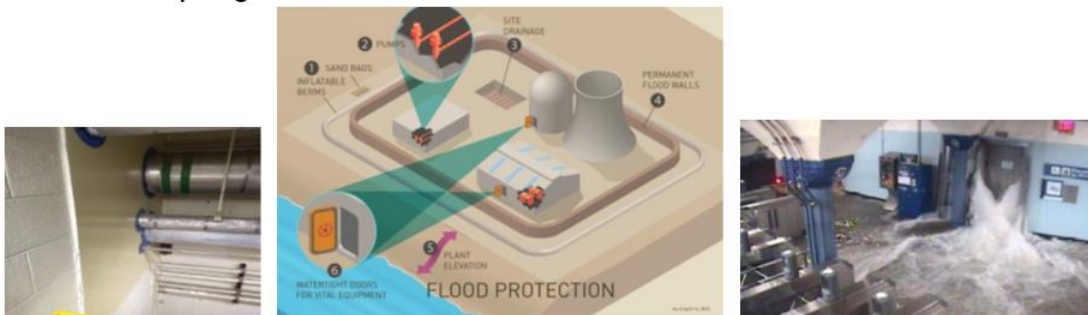 SITE
DRAINAGE
3
2 PUMPS
1 SAND BAGS
INFLATABLE
BERMS
PERMANENT
FLOOD WALLS
4
5
PLANT
ELEVATION
6
WATERTIGHT DOORS
FOR VITAL EQUIPMENT
FLOOD PROTECTION